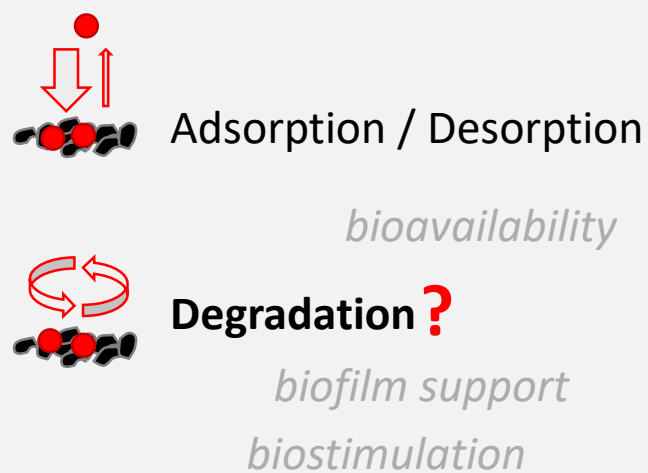 Adsorption / Desorption
bioavailability
Degradation?
biofilm support
biostimulation